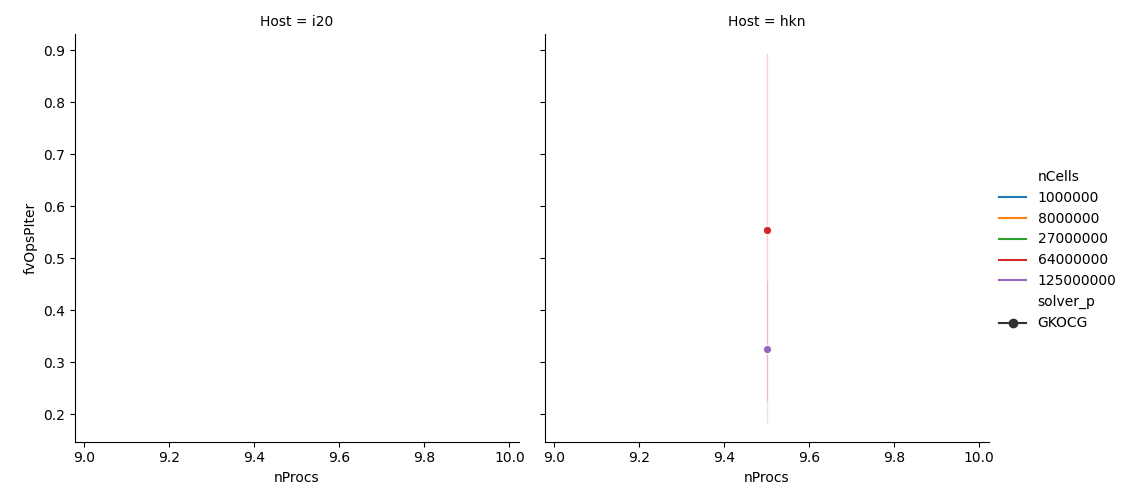 Host = i20
Host = hkn
fvOpsPIter
0.9
0.8
0.7
0.6
0.5
0.4
0.3
0.2
9.0 9.2 9.4 9.6 9.8 10.0
9.0 9.2 9.4 9.6 9.8 10.0
nProcs
nProcs
nCells
1000000
8000000
27000000
64000000
125000000
solver_p
GKOCG